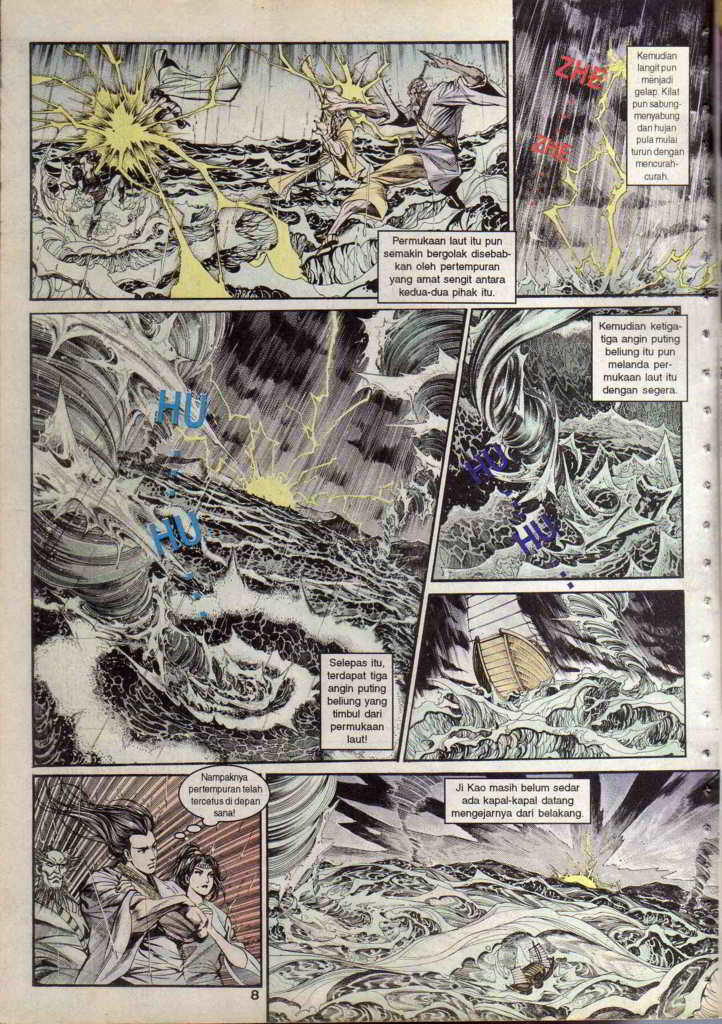 Permukaan laut itu pun
semakin bergolak disebab-
kan oleh pertempuran
yang amat sengit antara
kedua-dua pihak itu.
ZHE
ZHE
Kemudian
langit pun
menjadi
gelap. Kilat
pun sabung-
menyabung
dan hujan
pula mulai
turun dengan
mencurah-
curah.
HU
HU
Selepas itu,
terdapat tiga
angin puting
beliung yang
timbul dari
permukaan
laut!
Kemudian ketiga-
tiga angin puting
beliung itu pun
melanda per-
mukaan laut itu
dengan segera.
HU
HU
Nampaknya
pertempuran telah
tercetus di depan
sana!
Ji Kao masih belum sedar
ada kapal-kapal datang
mengejarnya dari belakang.
8